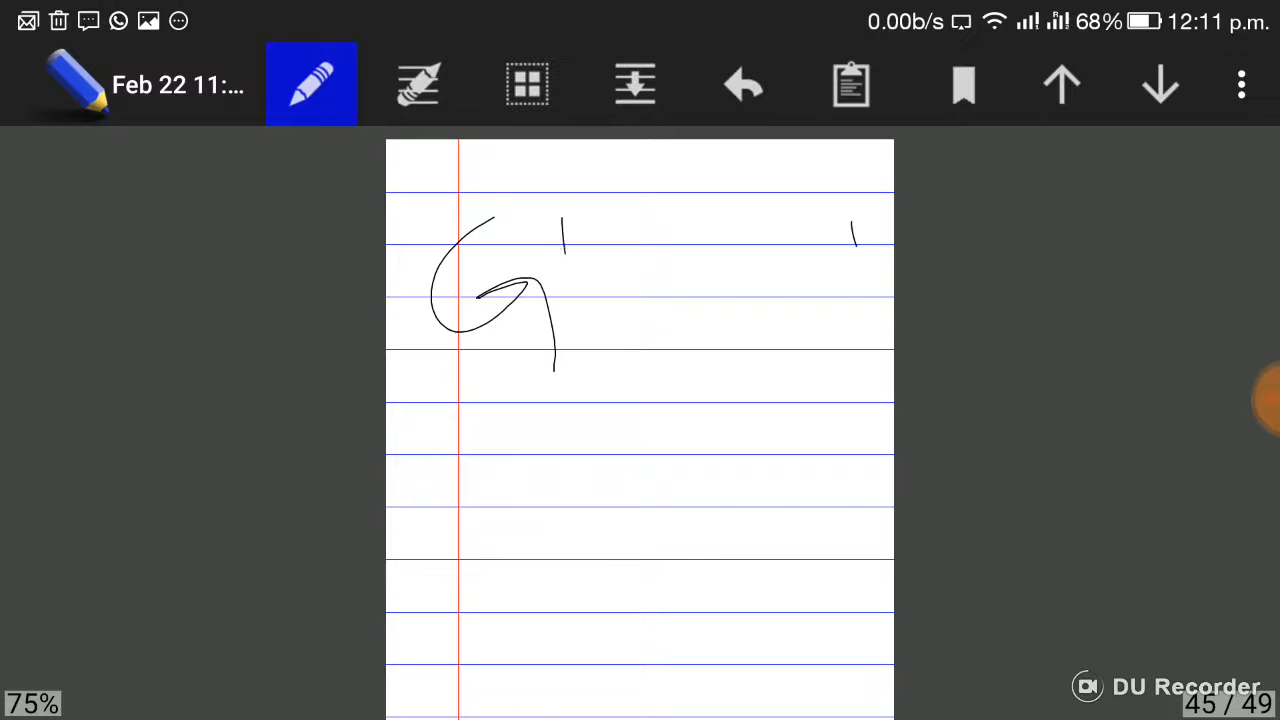 0.00b/s 68% 12:11 p.m.
Feb 22 11:...
G ' '
DU Recorder
75% 45 / 49